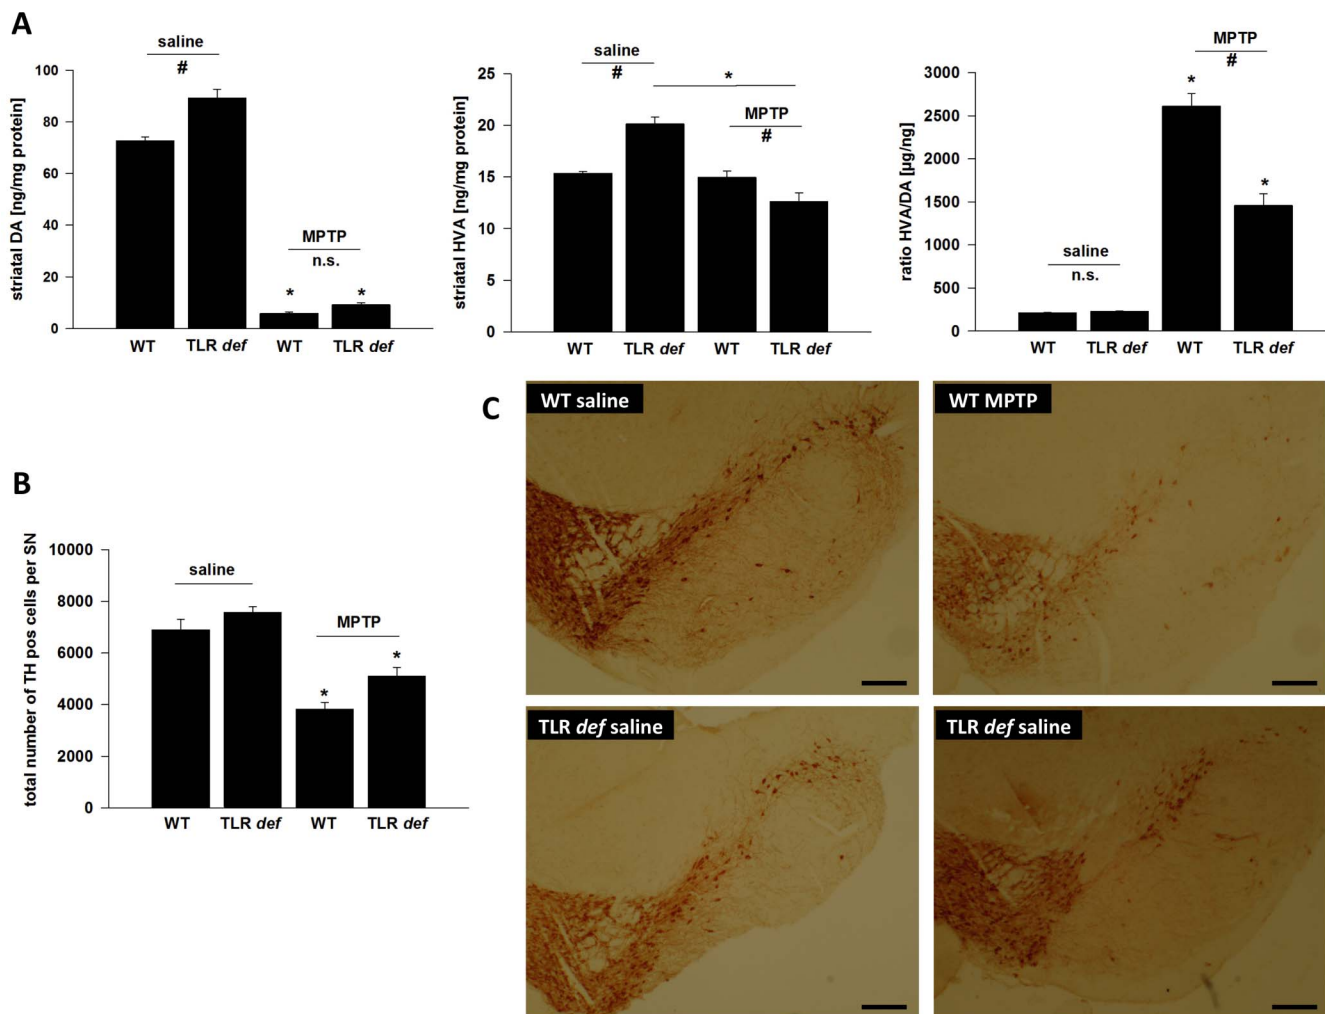 A
saline
#
100
80
60
40
20
0
striatal DA [ng/mg protein]
MPTP
n.s.
*
*
WT
TLR def
WT
TLR def
saline
#
*
MPTP
#
25
20
15
10
5
0
striatal HVA [ng/mg protein]
WT
TLR def
WT
TLR def
MPTP
#
*
*
3000
2500
2000
1500
1000
500
0
ratio HVA/DA [µg/ng]
saline
n.s.
WT
TLR def
WT
TLR def
B
10000
8000
6000
4000
2000
0
total number of TH pos cells per SN
saline
MPTP
*
*
WT
TLR def
WT
TLR def
C
WT saline
WT MPTP
TLR def saline
TLR def saline